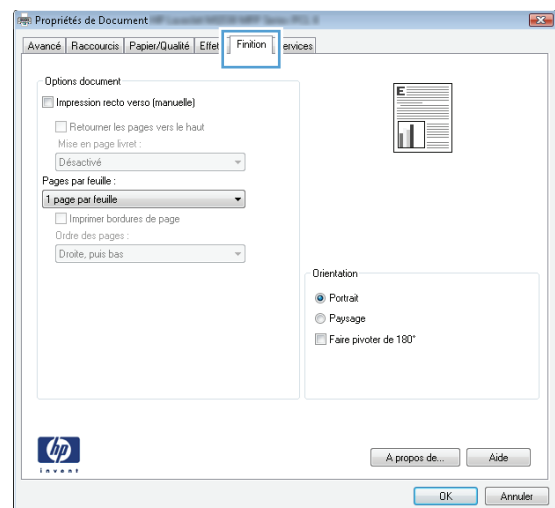 Propriétés de Document
Avancé Raccourcis Papier/Qualité Effet Finition ervices
Options document
Impression recto verso (manuelle)
Retourner les pages vers le haut
Mise en page livret :
Désactivé
Pages par feuille :
1 page par feuille
Imprimer bordures de page
Ordre des pages :
Droite, puis bas
E
Orientation
Portrait
Paysage
Faire pivoter de 180°
hp
invent
A propos de... Aide
OK Annuler